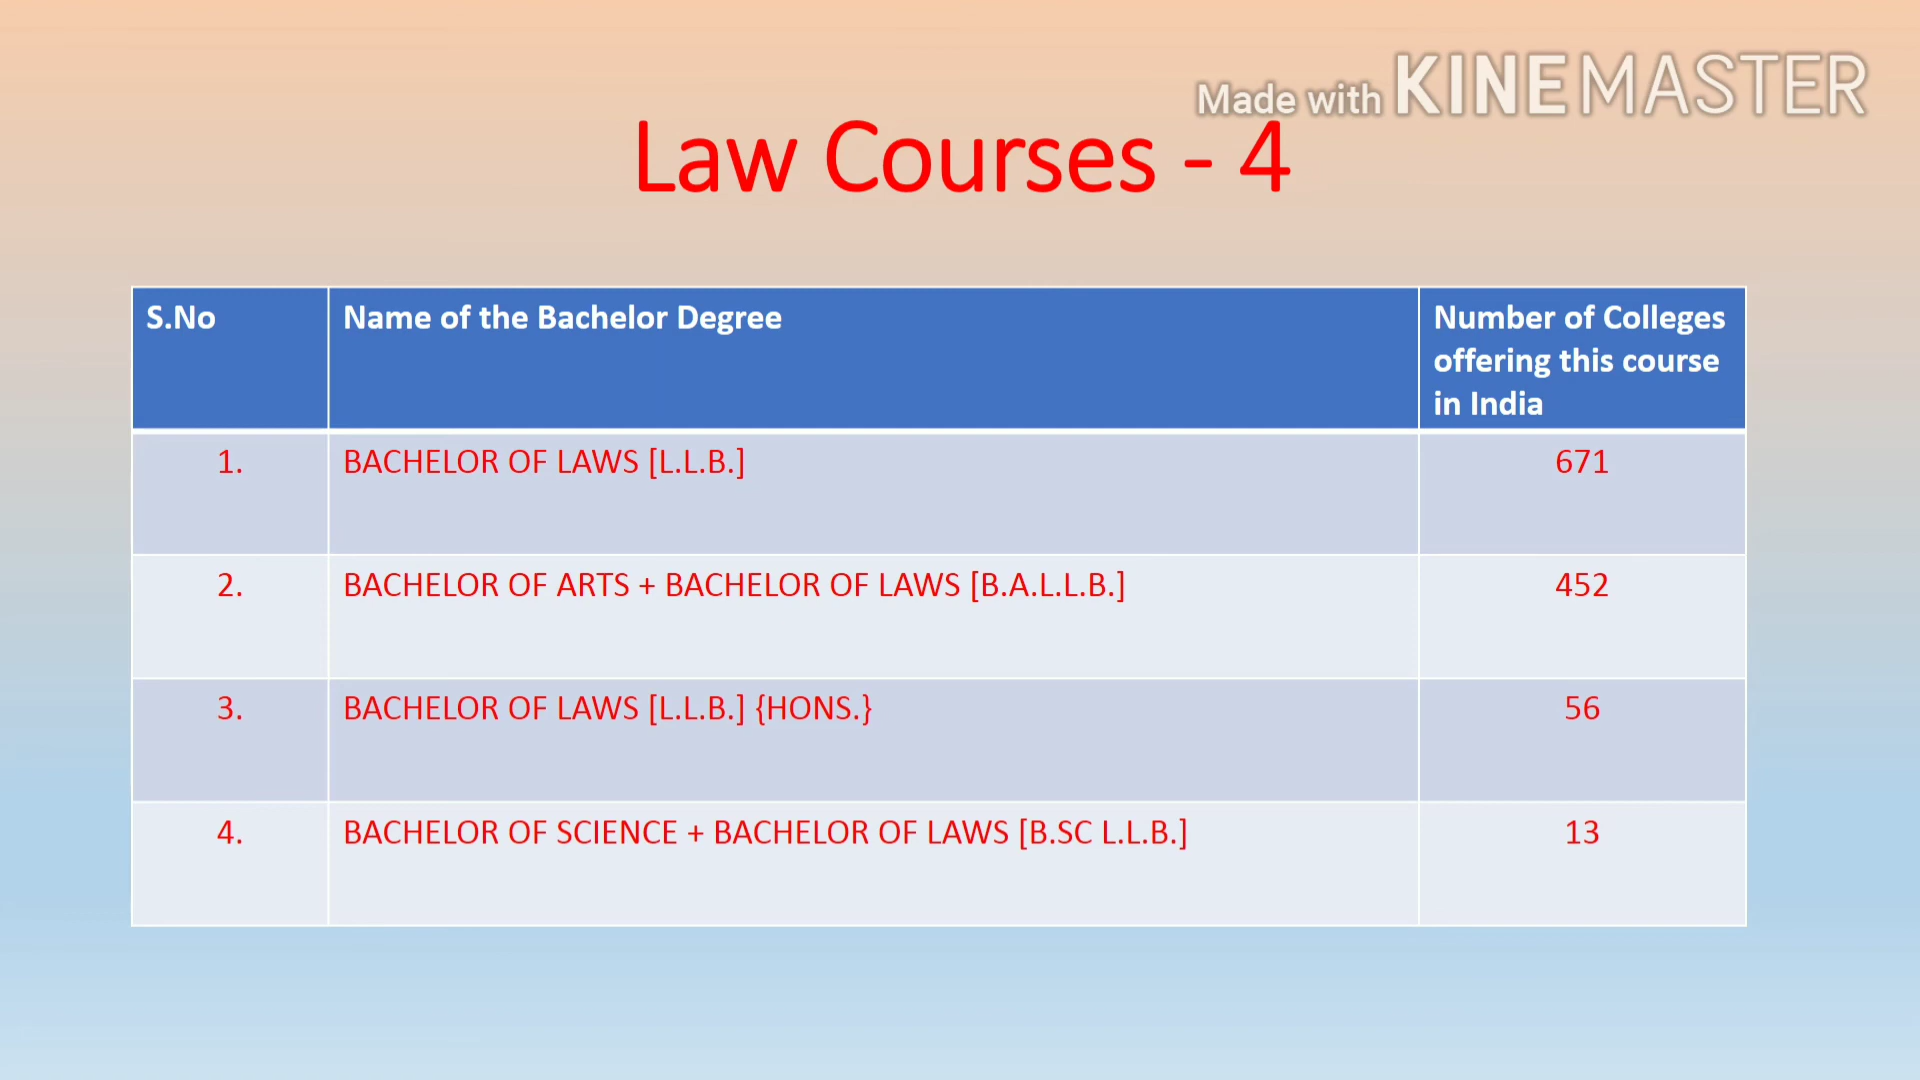 Made with KINEMASTER
Law Courses - 4
S.No
Name of the Bachelor Degree
Number of Colleges
offering this course
in India
1.
BACHELOR OF LAWS [L.L.B.]
671
2.
BACHELOR OF ARTS + BACHELOR OF LAWS [B.A.L.L.B.]
452
3.
BACHELOR OF LAWS [L.L.B.] {HONS.}
56
4.
BACHELOR OF SCIENCE + BACHELOR OF LAWS [B.SC L.L.B.]
13